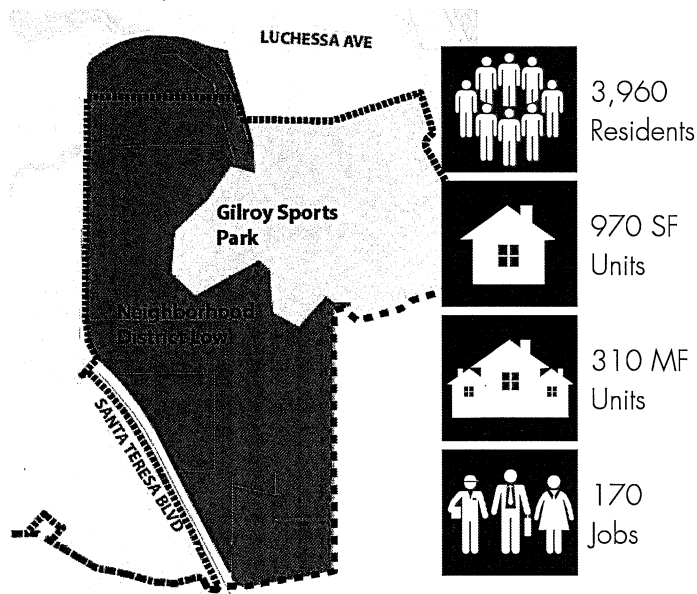 LUCHESSA AVE
Gilroy Sports
Park
Neighborhood
District Low
SANTA TERESA BLVD
3,960
Residents
970 SF
Units
310 MF
Units
170
Jobs